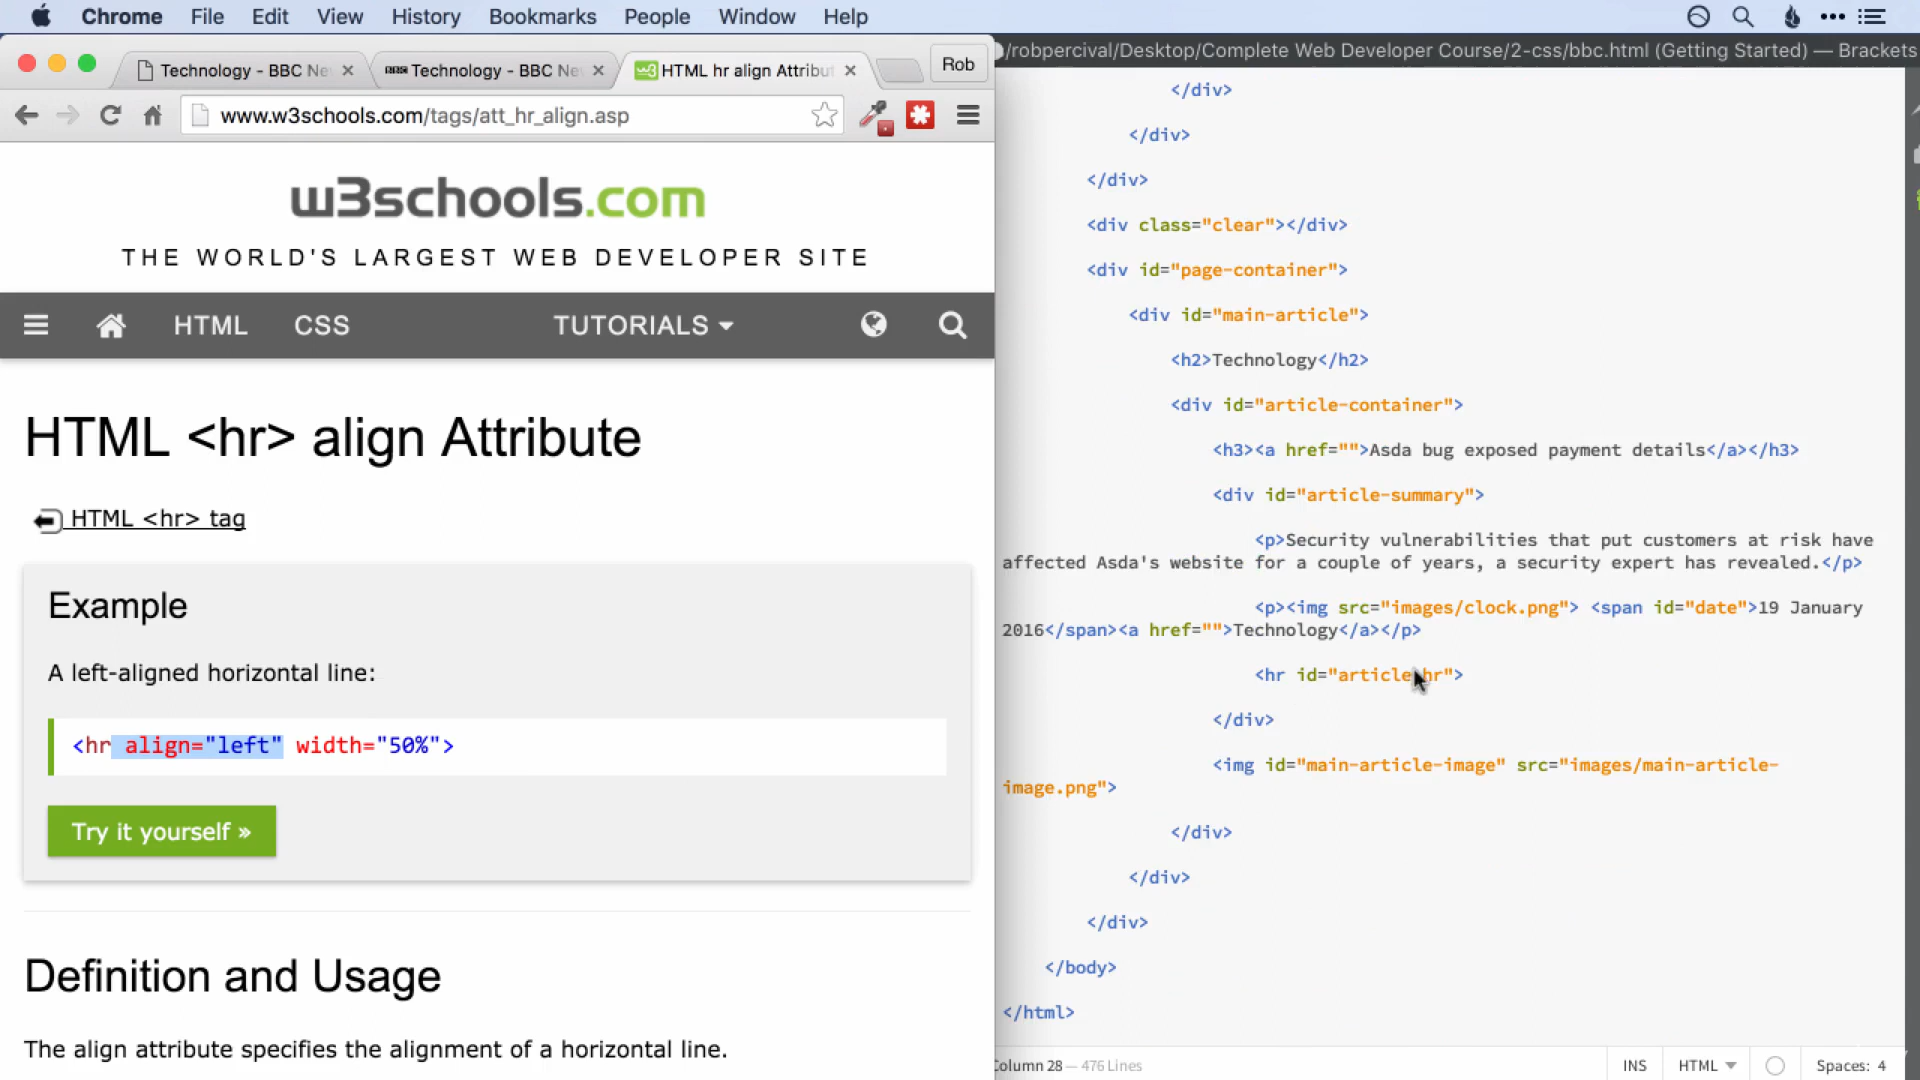 Chrome File Edit View History Bookmarks People Window Help
Technology - BBC Ne
Technology - BBC Ne
HTML hr align Attribut
Rob
www.w3schools.com/tags/att_hr_align.asp
w3schools.com
THE WORLD'S LARGEST WEB DEVELOPER SITE
HTML CSS TUTORIALS
HTML <hr> align Attribute
HTML <hr> tag
Example
A left-aligned horizontal line:
<hr align="left" width="50%">
Try it yourself »
Definition and Usage
The align attribute specifies the alignment of a horizontal line.
/robpercival/Desktop/Complete Web Developer Course/2-css/bbc.html (Getting Started) — Brackets
</div>
</div>
</div>
<div class="clear"></div>
<div id="page-container">
<div id="main-article">
<h2>Technology</h2>
<div id="article-container">
<h3><a href="">Asda bug exposed payment details</a></h3>
<div id="article-summary">
<p>Security vulnerabilities that put customers at risk have
affected Asda's website for a couple of years, a security expert has revealed.</p>
<p><img src="images/clock.png"> <span id="date">19 January
2016</span><a href="">Technology</a></p>
<hr id="article-hr">
</div>
<img id="main-article-image" src="images/main-article-
image.png">
</div>
</div>
</div>
</body>
</html>
Column 28 — 476 Lines
INS HTML Spaces: 4